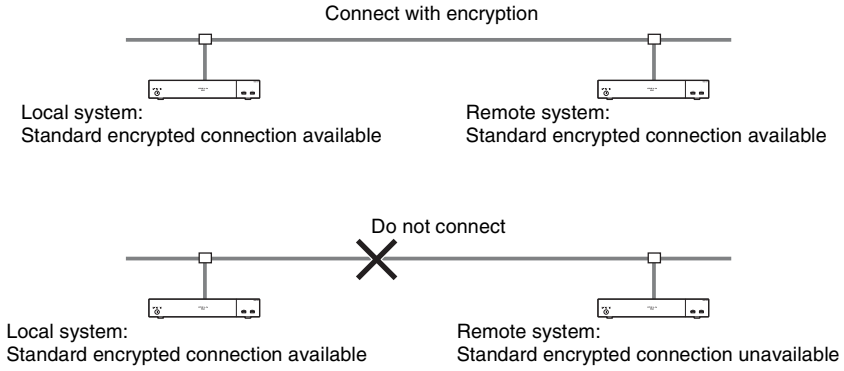 Connect with encryption
Local system:
Standard encrypted connection available
Remote system:
Standard encrypted connection available
Do not connect
Local system:
Standard encrypted connection available
Remote system:
Standard encrypted connection unavailable